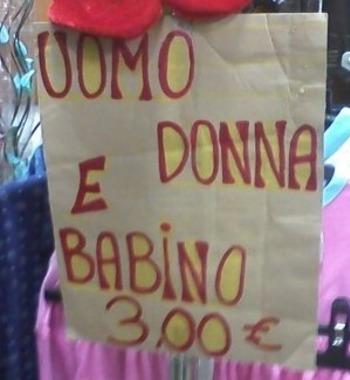 UOMO
DONNA
E
BABiNO
3,00 €